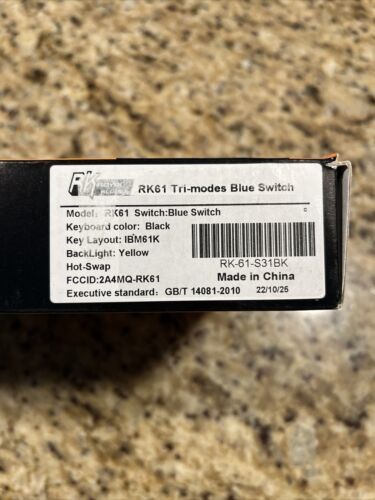 RK61 Tri-modes Blue Switch
Model: RK61 Switch:Blue Switch
Keyboard color: Black
Key Layout: IBM61K
BackLight: Yellow
Hot-Swap
FCCID:2A4MQ-RK61
Executive standard: GB/T 14081-2010
RK-61-S31BK
Made in China
22/10/25